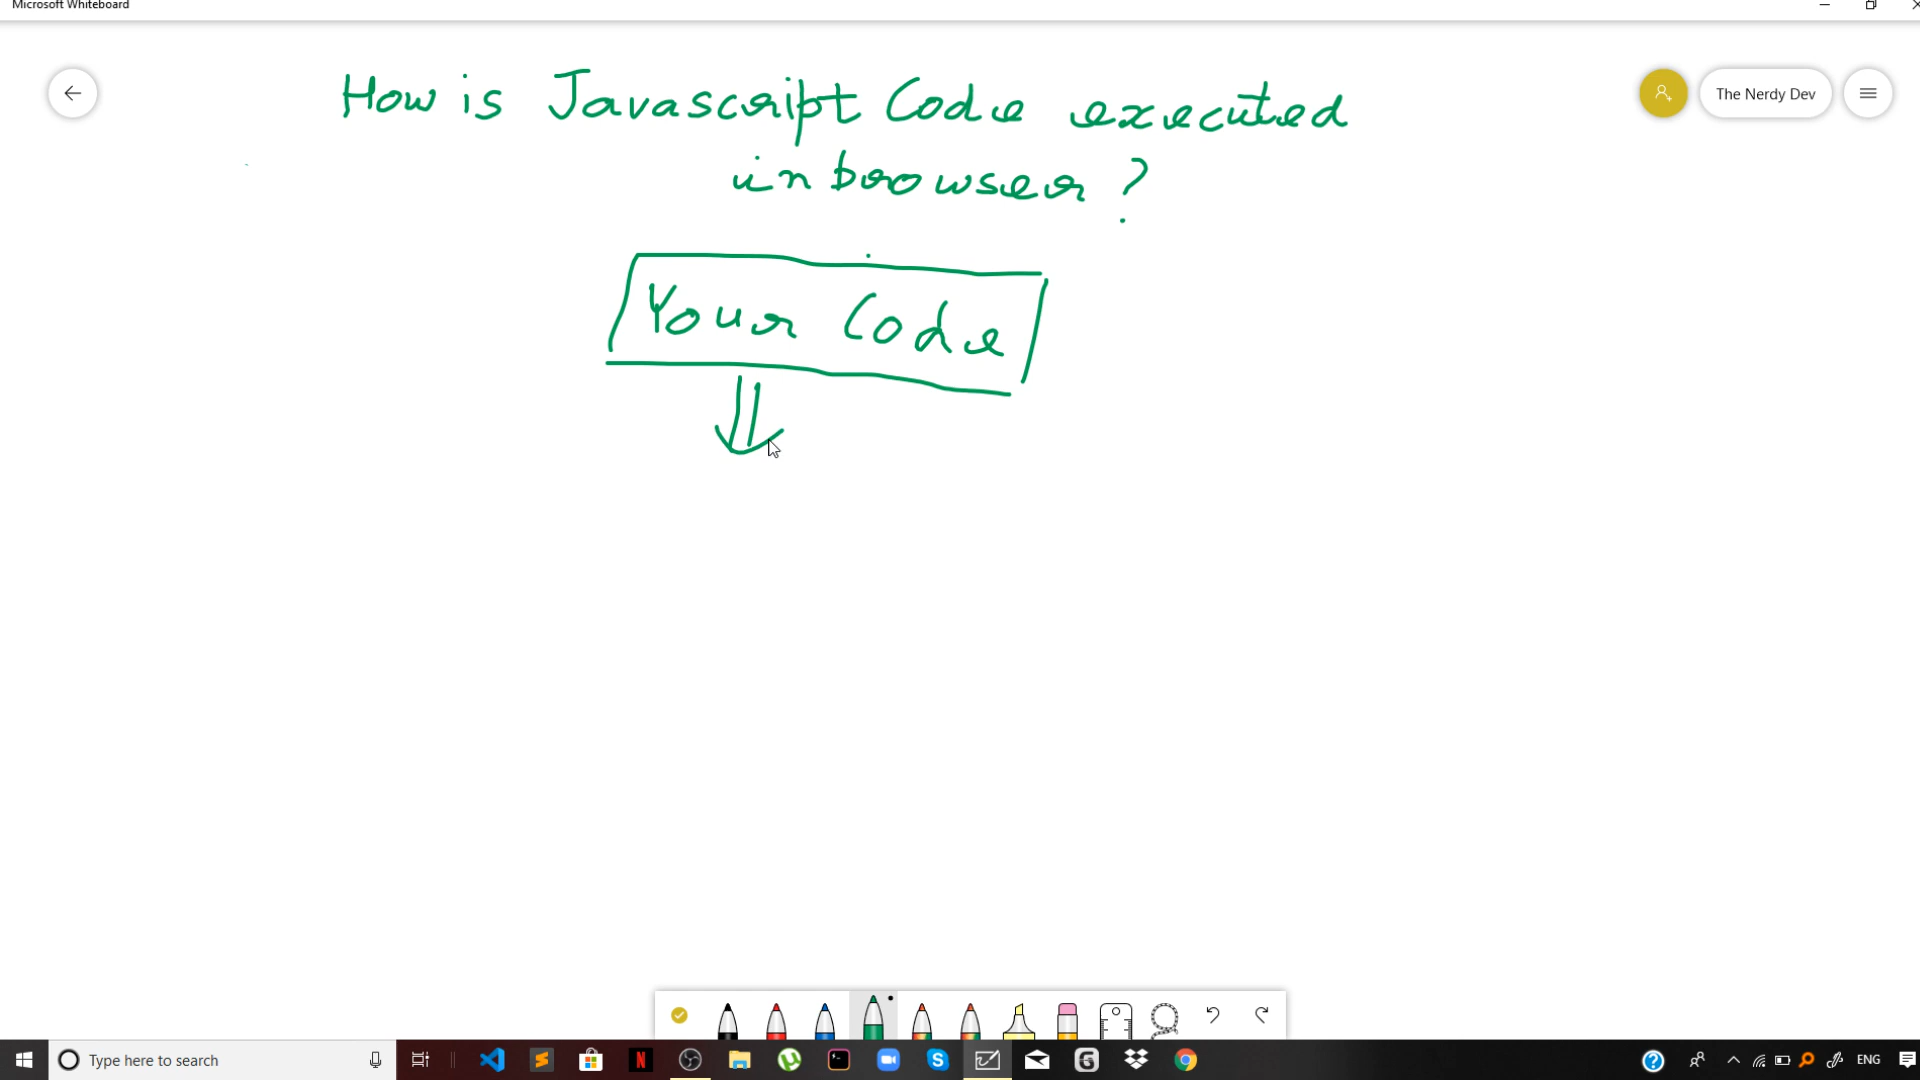 Microsoft Whiteboard
The Nerdy Dev
How is Javascript Code executed
in browser ?
Your Code
Type here to search
ENG